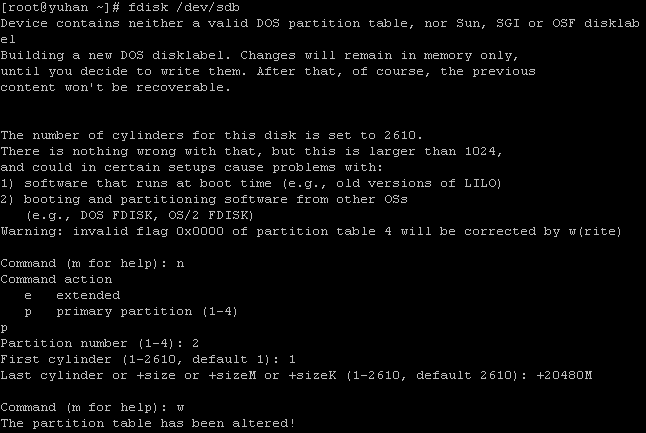 [root@yuhan ~]# fdisk /dev/sdb
Device contains neither a valid DOS partition table, nor Sun, SGI or OSF disklab
el
Building a new DOS disklabel. Changes will remain in memory only,
until you decide to write them. After that, of course, the previous
content won't be recoverable.
The number of cylinders for this disk is set to 2610.
There is nothing wrong with that, but this is larger than 1024,
and could in certain setups cause problems with:
1) software that runs at boot time (e.g., old versions of LILO)
2) booting and partitioning software from other OSs
   (e.g., DOS FDISK, OS/2 FDISK)
Warning: invalid flag 0x0000 of partition table 4 will be corrected by w(rite)
Command (m for help): n
Command action
   e   extended
   p   primary partition (1-4)
p
Partition number (1-4): 2
First cylinder (1-2610, default 1): 1
Last cylinder or +size or +sizeM or +sizeK (1-2610, default 2610): +20480M
Command (m for help): w
The partition table has been altered!